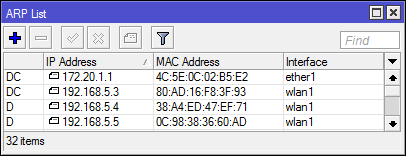 ARP List
Find
IP Address MAC Address Interface
DC 172.20.1.1 4C:5E:0C:02:B5:E2 ether1
DC 192.168.5.3 80:AD:16:F8:3F:93 wlan1
D 192.168.5.4 38:A4:ED:47:EF:71 wlan1
D 192.168.5.5 0C:98:38:36:60:AD wlan1
32 items